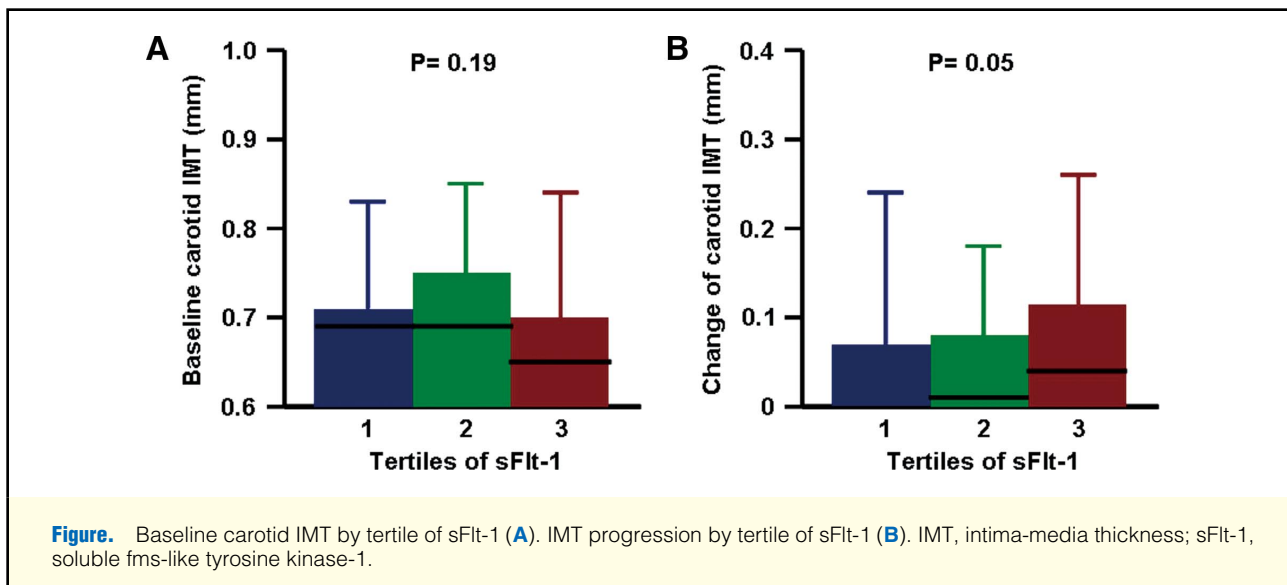 A
P= 0.19
Baseline carotid IMT (mm)
1.0
0.9
0.8
0.7
0.6
1 2 3
Tertiles of sFlt-1
B
P= 0.05
Change of carotid IMT (mm)
0.4
0.3
0.2
0.1
0
1 2 3
Tertiles of sFlt-1
Figure. Baseline carotid IMT by tertile of sFlt-1 (A). IMT progression by tertile of sFlt-1 (B). IMT, intima-media thickness; sFlt-1,
soluble fms-like tyrosine kinase-1.